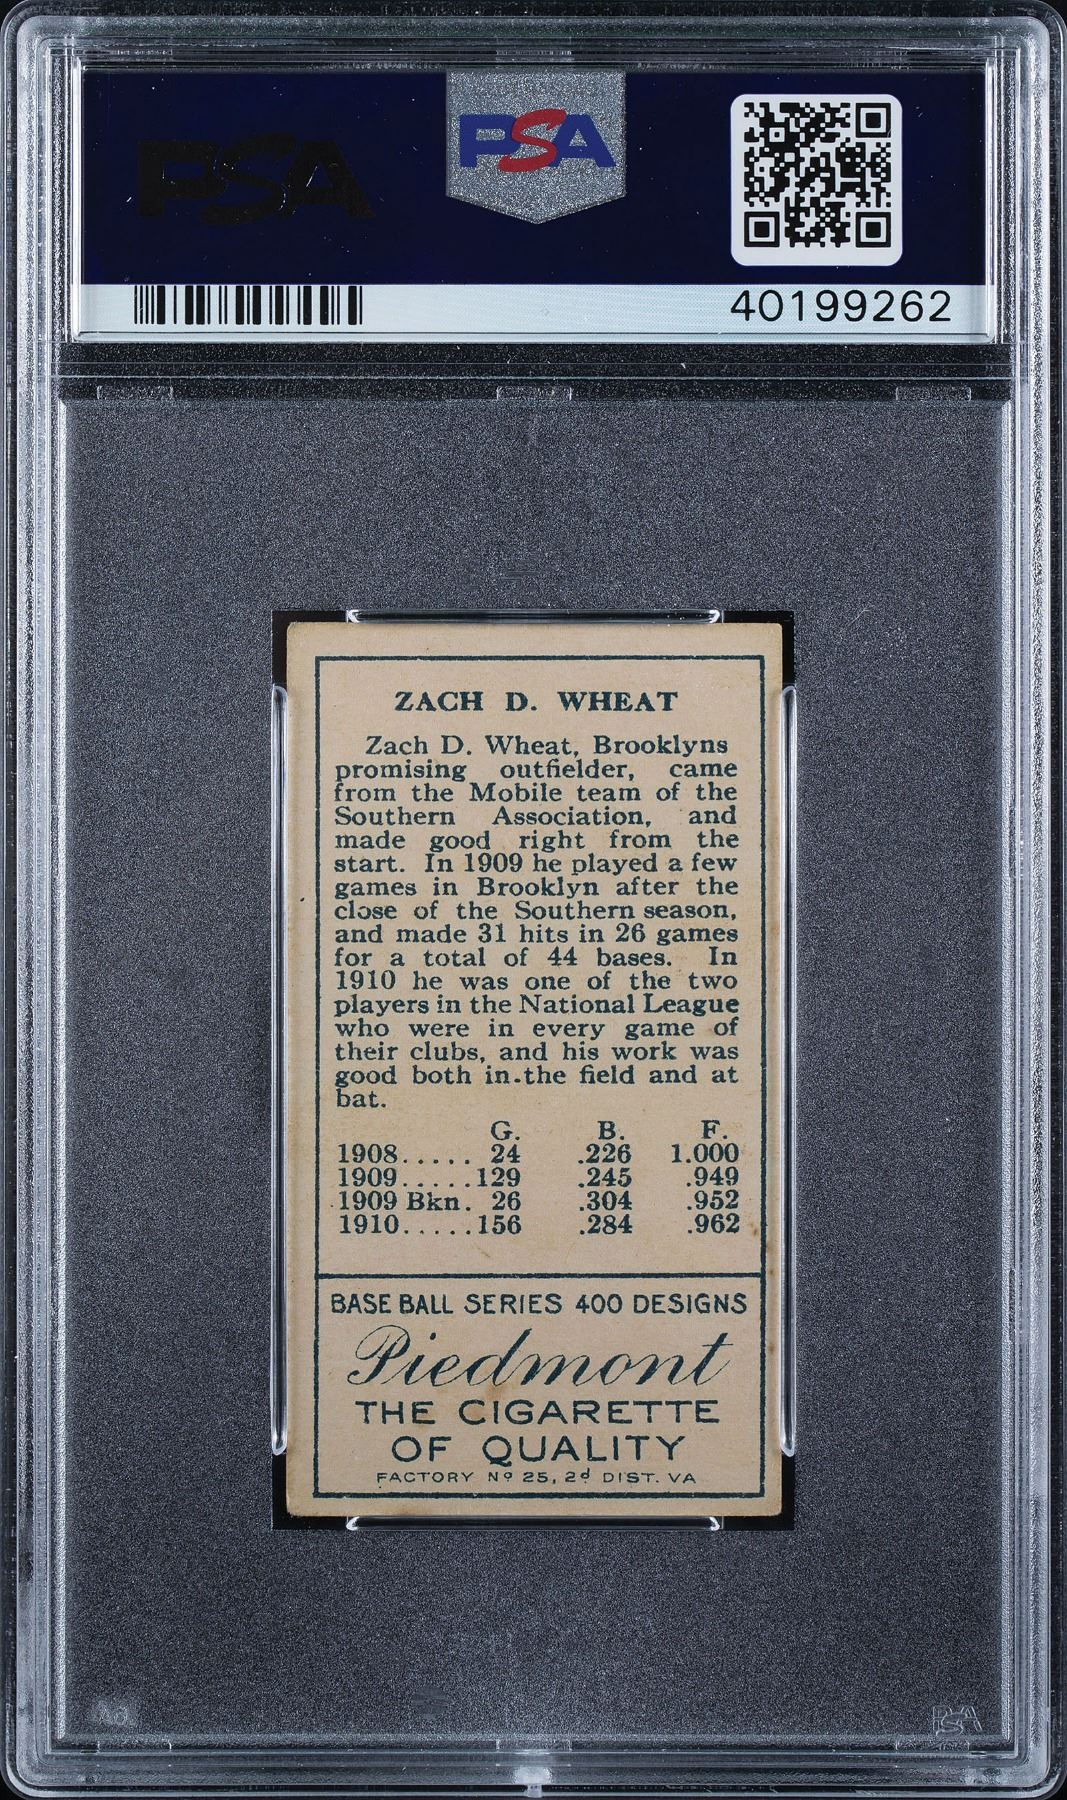 PSA
PSA
40199262
ZACH D. WHEAT
Zach D. Wheat, Brooklyns
promising outfielder, came
from the Mobile team of the
Southern Association, and
made good right from the
start. In 1909 he played a few
games in Brooklyn after the
close of the Southern season,
and made 31 hits in 26 games
for a total of 44 bases. In
1910 he was one of the two
players in the National League
who were in every game of
their clubs, and his work was
good both in the field and at
bat.
G. B. F.
1908..... 24 .226 1.000
1909.....129 .245 .949
1909 Bkn. 26 .304 .952
1910.....156 .284 .962
BASE BALL SERIES 400 DESIGNS
Piedmont
THE CIGARETTE
OF QUALITY
FACTORY Nº 25, 2d DIST. VA
PSA